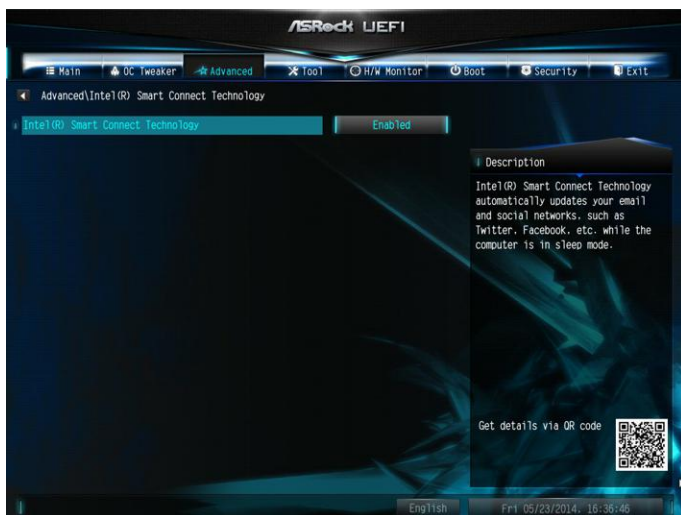 ASRock UEFI
Main OC Tweaker Advanced Tool H/W Monitor Boot Security Exit
Advanced\Intel(R) Smart Connect Technology
Intel(R) Smart Connect Technology Enabled
Description
Intel(R) Smart Connect Technology
automatically updates your email
and social networks, such as
Twitter, Facebook, etc. while the
computer is in sleep mode.
Get details via QR code
English Fri 05/23/2014, 16:36:46